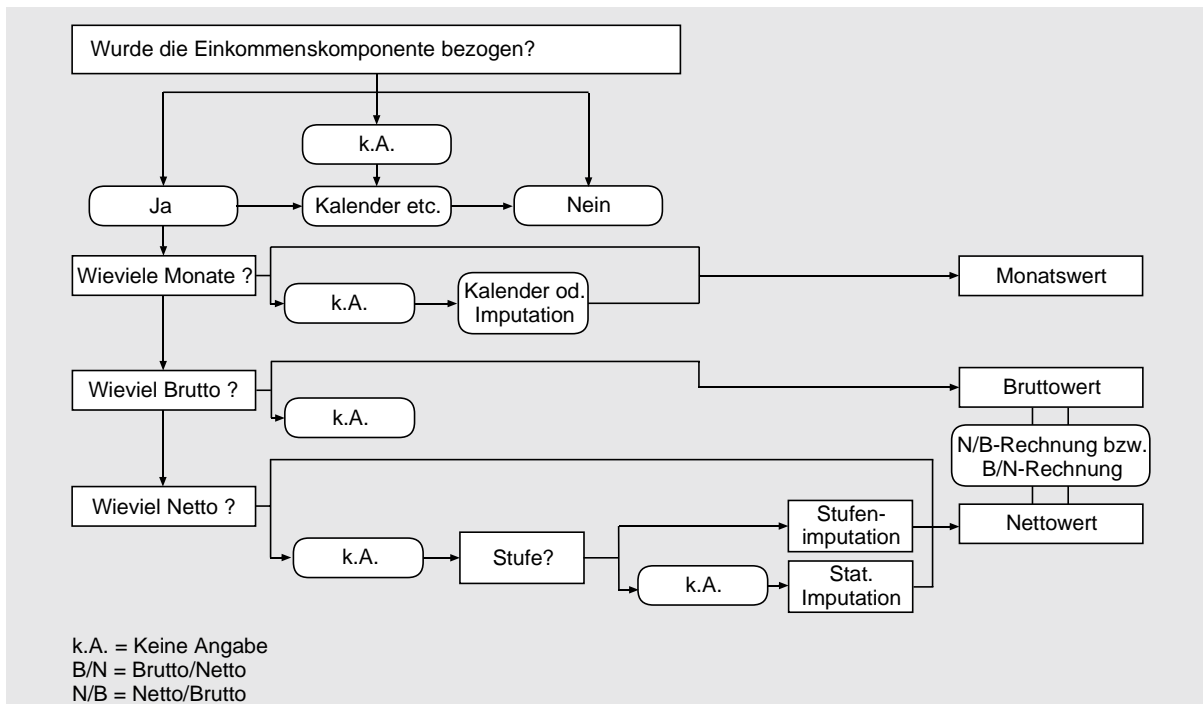 Wurde die Einkommenskomponente bezogen?
k.A.
Ja
Kalender etc.
Nein
Wieviele Monate ?
k.A.
Kalender od.
Imputation
Monatswert
Wieviel Brutto ?
k.A.
Bruttowert
N/B-Rechnung bzw.
B/N-Rechnung
Wieviel Netto ?
k.A.
Stufe?
Stufen-
imputation
Nettowert
k.A.
Stat.
Imputation
k.A. = Keine Angabe
B/N = Brutto/Netto
N/B = Netto/Brutto